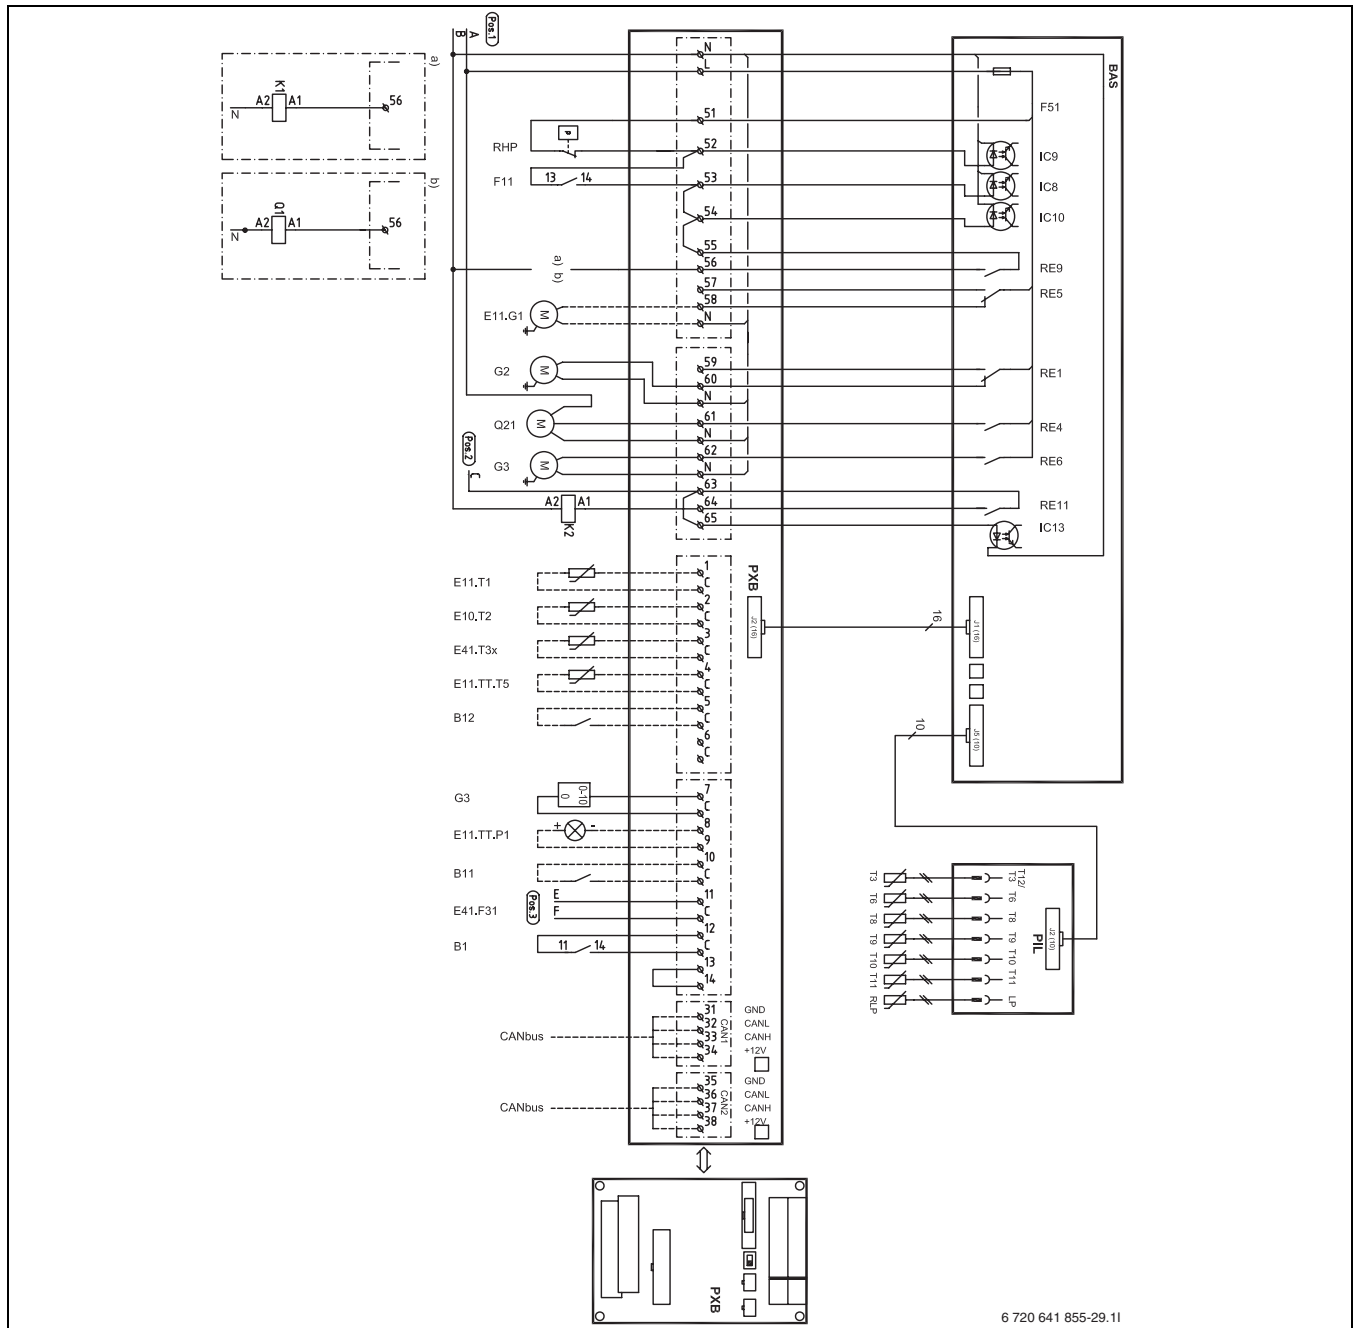 Pos.1
A
B
N
L
BAS
a)
K1
A2 A1
56
N
b)
Q1
A2 A1
56
N
51
F51
RHP
P
52
IC9
F11
13 14
53
IC8
54
IC10
55
a) b)
56
RE9
57
RE5
58
E11.G1
M
N
59
G2
M
60
RE1
N
Q21
M
61
RE4
N
Pos.2
C
G3
M
62
RE6
N
63
A2 A1
K2
64
RE11
65
IC13
PXB
E11.T1
1
C
E10.T2
2
C
J2 (16)
16
J1 (16)
E41.T3x
3
C
E11.TT.T5
4
C
B12
5
C
6
C
10
J5 (10)
G3
0-10
0
7
C
E11.TT.P1
+ -
8
9
B11
10
C
E41.F31
Pos.3
E
F
11
C
B1
11 14
12
C
13
14
T3
T12/
T3
T6
T6
T8
T8
T9
T9
T10
T10
T11
T11
RLP
LP
J2 (10)
PIL
CANbus
31
32
33
34
CAN1
GND
CANL
CANH
+12V
CANbus
35
36
37
38
CAN2
GND
CANL
CANH
+12V
PXB
6 720 641 855-29.1I